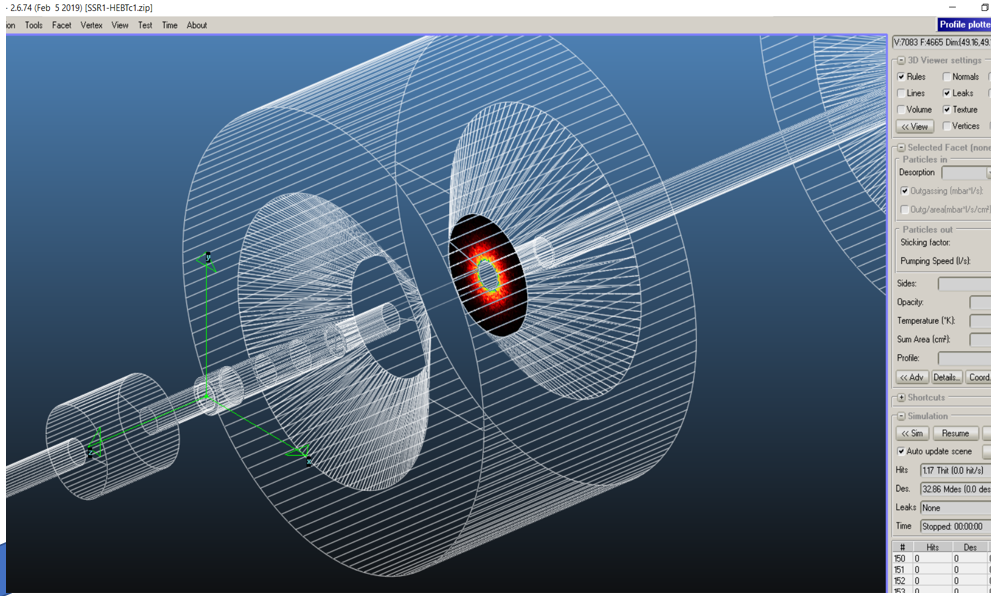 - 2.6.74 (Feb 5 2019) [SSR1-HEBTc1.zip]
on Tools Facet Vertex View Test Time About
Profile plotte
V:7083 F:4665 Dim:(49.16,49.
3D Viewer settings
Rules Normals
Lines Leaks
Volume Texture
<< View Vertices
Selected Facet (none
Particles in
Desorption
Outgassing (mbar*l/s):
Outg/area(mbar*l/s/cm²)
Particles out
Sticking factor:
Pumping Speed (l/s):
Sides:
Opacity:
Temperature (°K):
Sum Area (cm²):
Profile:
<< Adv Details... Coord.
Shortcuts
Simulation
<< Sim Resume
Auto update scene
Hits 1.17 Thit (0.0 hit/s)
Des. 32.86 Mdes (0.0 des
Leaks None
Time Stopped: 00:00:00
# Hits Des
150 0 0
151 0 0
152 0 0
153 0 0
y
z